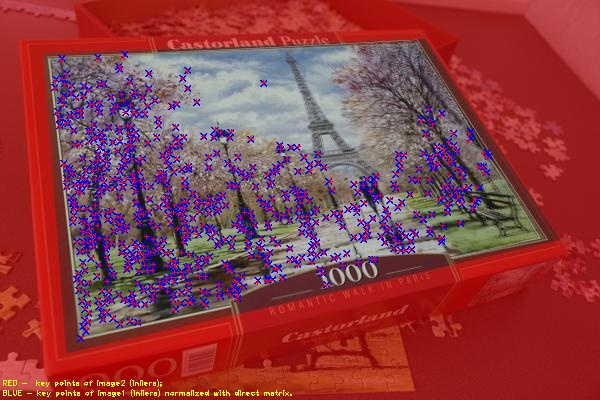 Castorland Puzzle
1000
ROMANTIC WALK IN PARIS
Castorland
1000
RED - key points of image2 (inliers);
BLUE - key points of image1 (inliers) normalized with direct matrix.